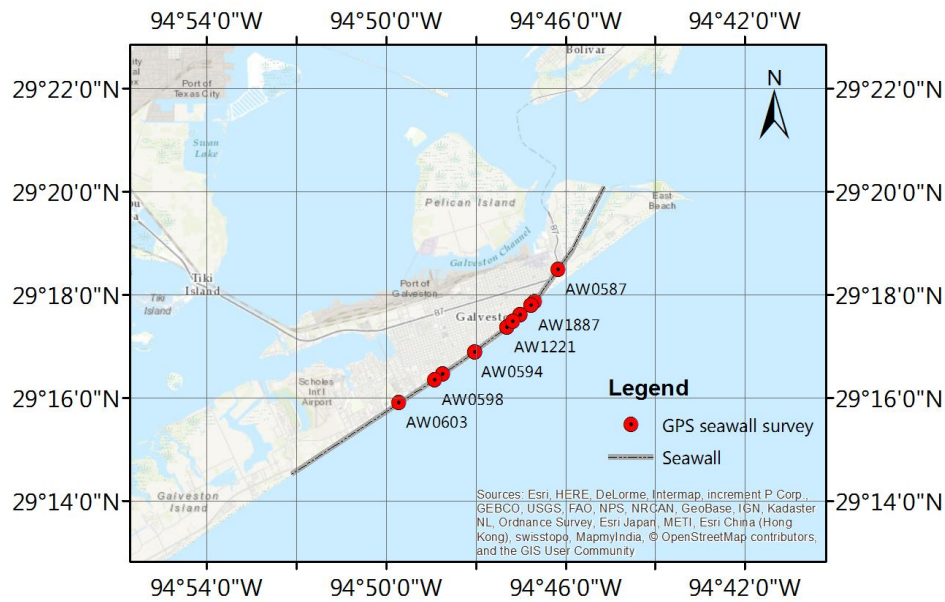 94°54'0"W 94°50'0"W 94°46'0"W 94°42'0"W
Bolivar
N
29°22'0"N
29°22'0"N
Port of
Texas City
Swan
Lake
29°20'0"N
29°20'0"N
Pelican Island
East
Beach
87
Galveston Channel
Tiki
Island
Tiki
Island
Port of
Galveston
AW0587
29°18'0"N
29°18'0"N
87
Galvest
AW1887
AW1221
AW0594
Scholes
Int'l
Airport
AW0598
AW0603
29°16'0"N
29°16'0"N
Legend
GPS seawall survey
Seawall
Galveston
Island
29°14'0"N
29°14'0"N
Sources: Esri, HERE, DeLorme, Intermap, increment P Corp.,
GEBCO, USGS, FAO, NPS, NRCAN, GeoBase, IGN, Kadaster
NL, Ordnance Survey, Esri Japan, METI, Esri China (Hong
Kong), swisstopo, MapmyIndia, © OpenStreetMap contributors,
and the GIS User Community
94°54'0"W 94°50'0"W 94°46'0"W 94°42'0"W